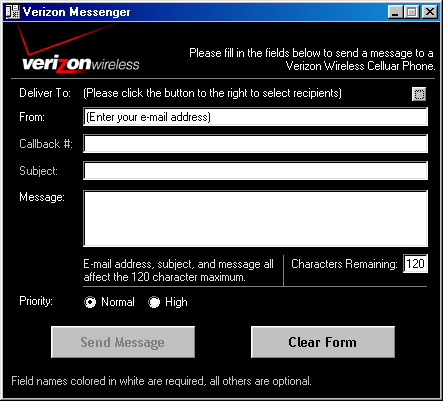 Verizon Messenger
verizonwireless
Please fill in the fields below to send a message to a
Verizon Wireless Celluar Phone.
Deliver To: (Please click the button to the right to select recipients)
From: (Enter your e-mail address)
Callback #:
Subject:
Message:
E-mail address, subject, and message all
affect the 120 character maximum.
Characters Remaining: 120
Priority: Normal High
Send Message Clear Form
Field names colored in white are required, all others are optional.